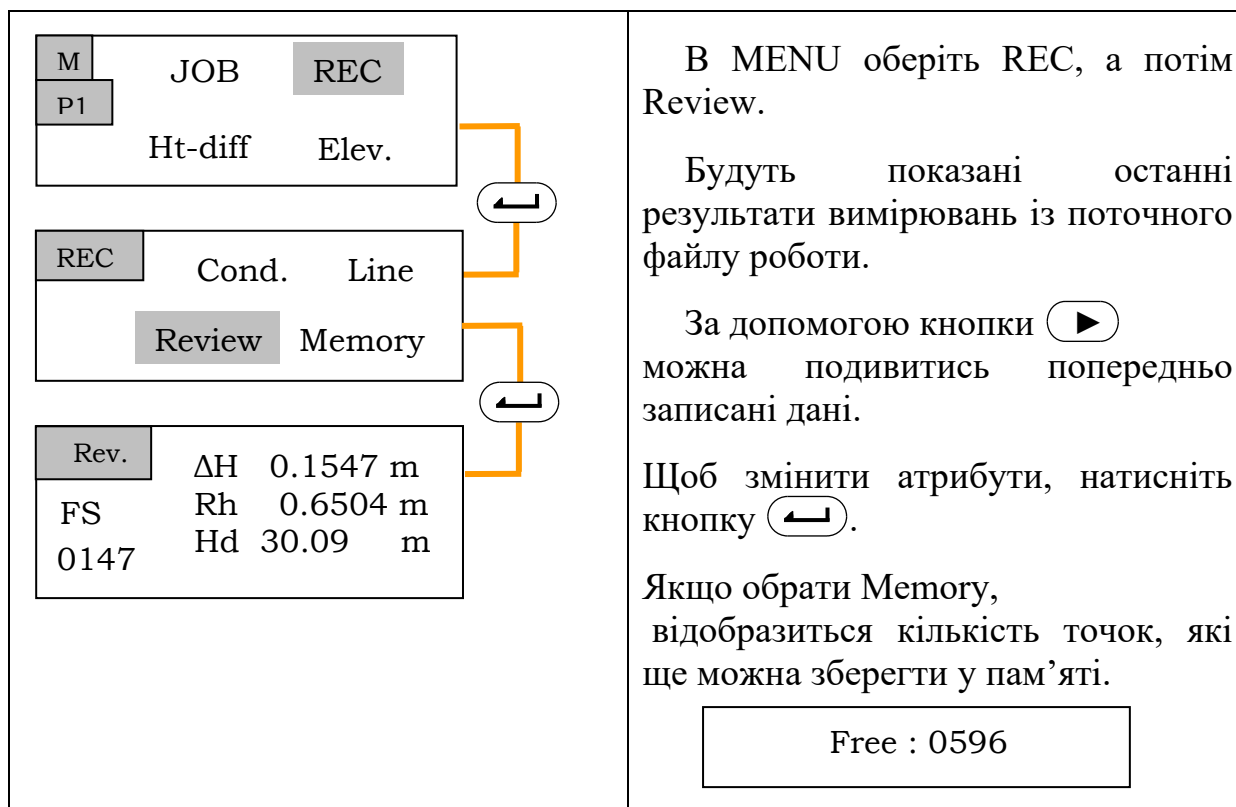 M
P1
JOB REC
Ht-diff Elev.
REC
Cond. Line
Review Memory
Rev.
FS
0147
ΔH 0.1547 m
Rh 0.6504 m
Hd 30.09 m
В MENU оберіть REC, а потім
Review.
Будуть показані останні
результати вимірювань із поточного
файлу роботи.
За допомогою кнопки
можна подивитись попередньо
записані дані.
Щоб змінити атрибути, натисніть
кнопку .
Якщо обрати Memory,
відобразиться кількість точок, які
ще можна зберегти у пам’яті.
Free : 0596